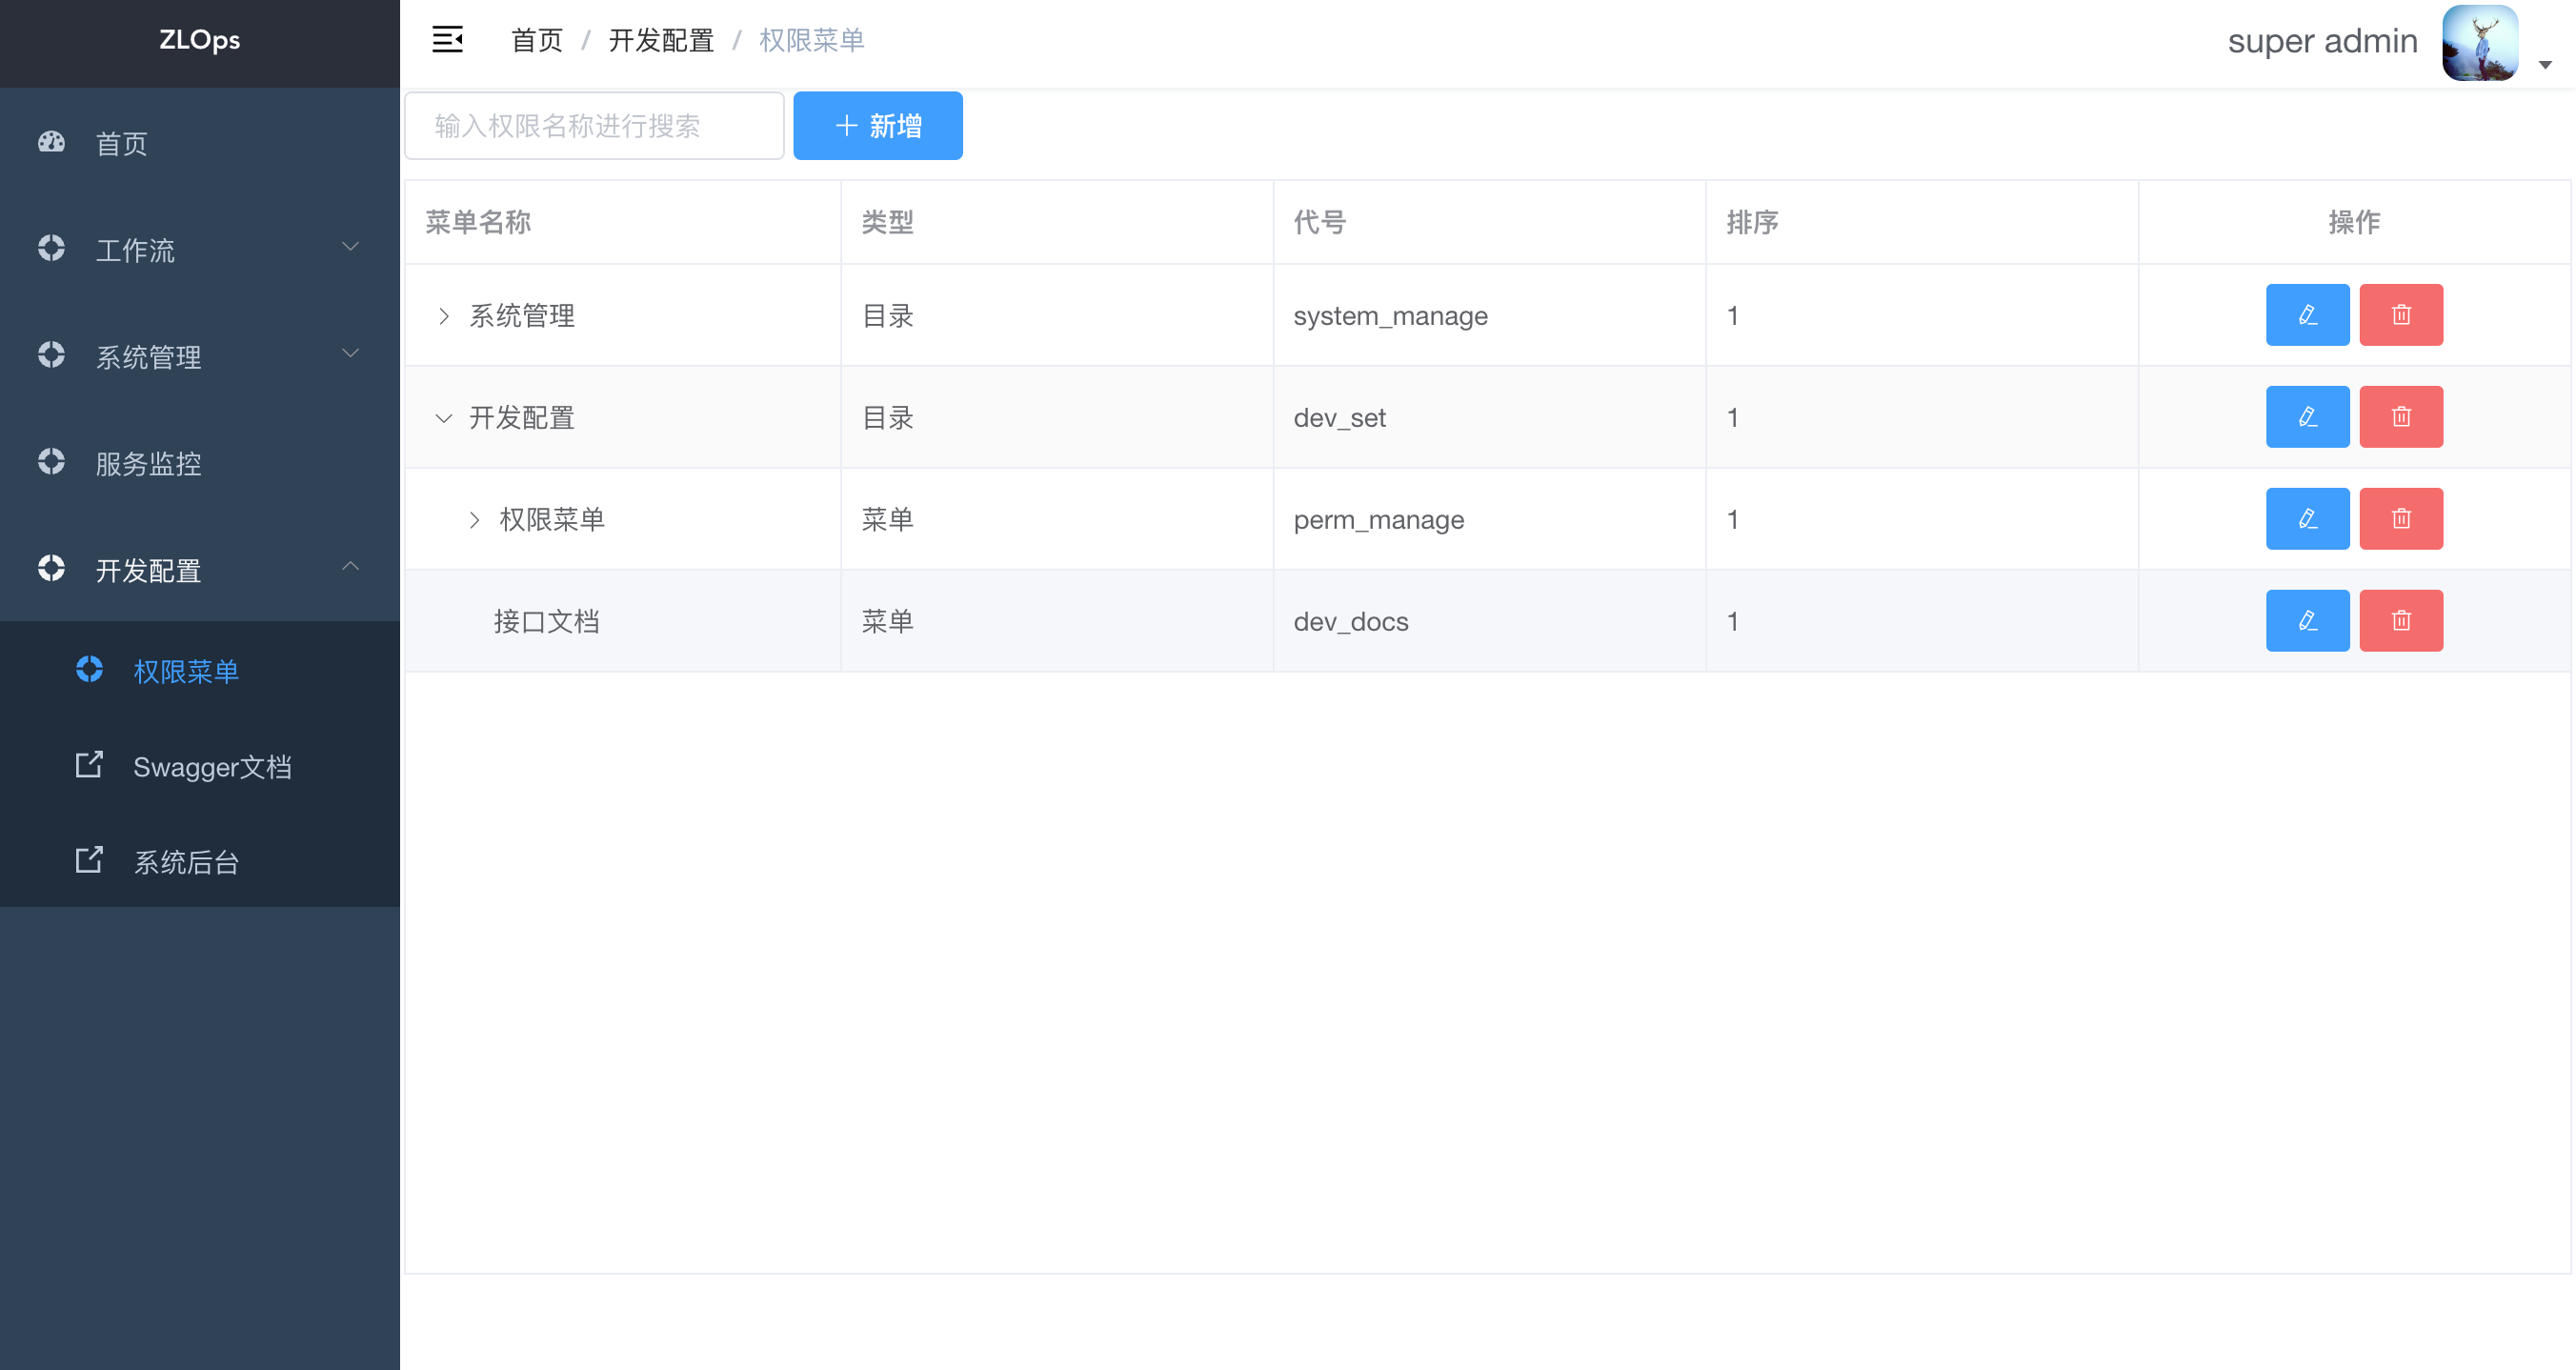 ZLOps
首页 / 开发配置 / 权限菜单
super admin
首页
工作流
系统管理
服务监控
开发配置
权限菜单
Swagger文档
系统后台
输入权限名称进行搜索
新增
菜单名称 类型 代号 排序 操作
系统管理 目录 system_manage 1
开发配置 目录 dev_set 1
权限菜单 菜单 perm_manage 1
接口文档 菜单 dev_docs 1